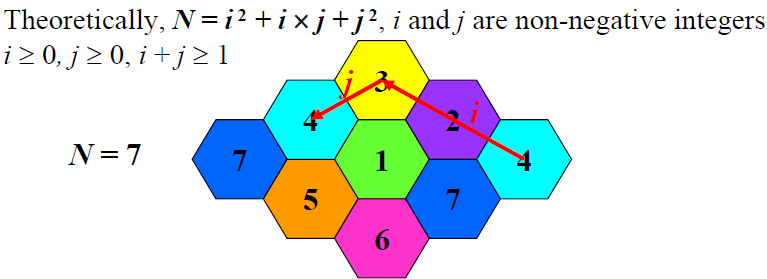 Theoretically, N = i² + i × j + j², i and j are non-negative integers
i ≥ 0, j ≥ 0, i + j ≥ 1
3
j
4
2
i
N = 7
7
1
4
5
7
6